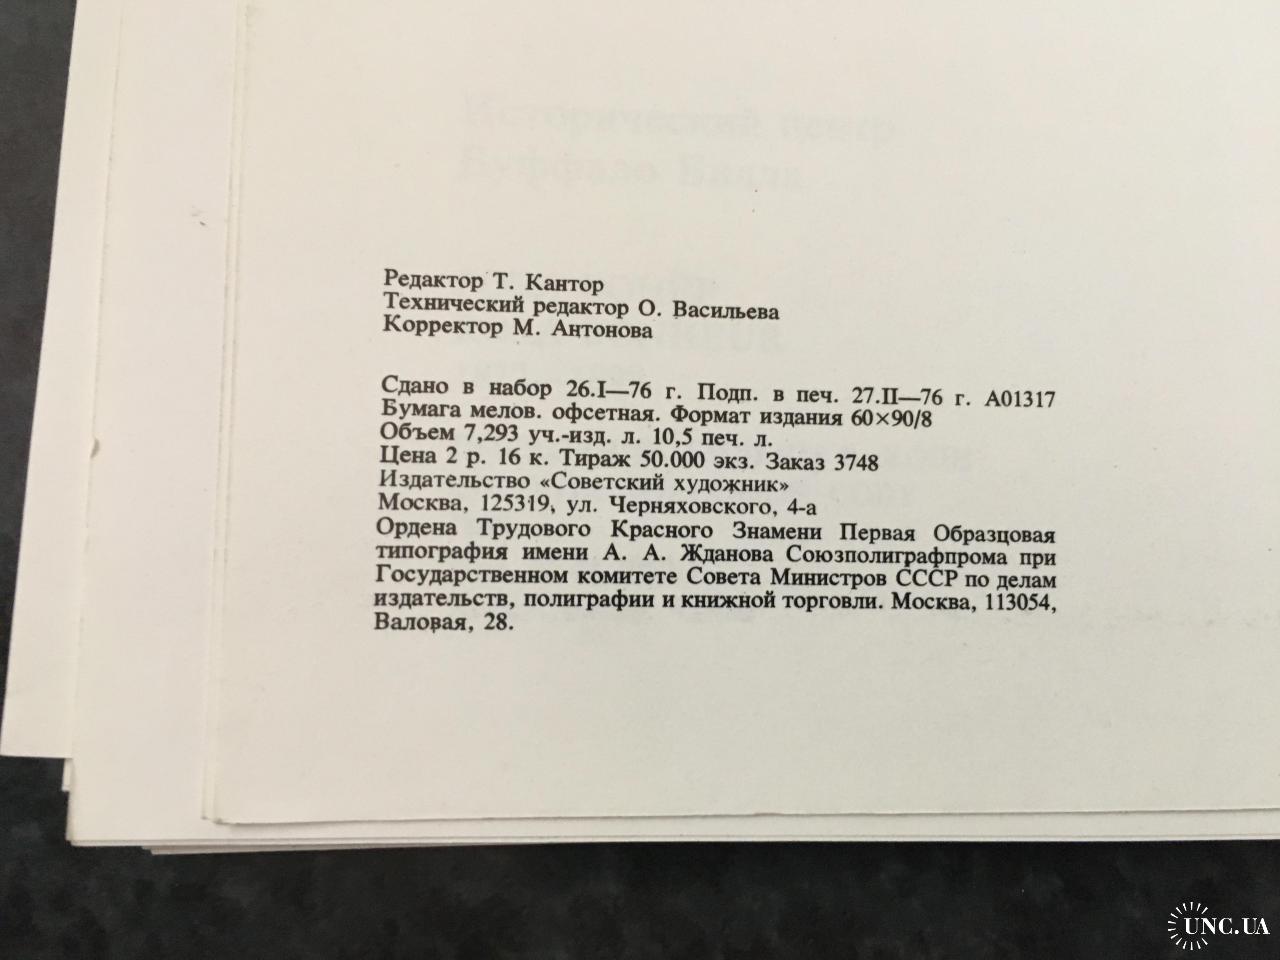 Исторический центр
Буффало Билла
Редактор Т. Кантор
Технический редактор О. Васильева
Корректор М. Антонова
Сдано в набор 26.I—76 г. Подп. в печ. 27.II—76 г. А01317
Бумага мелов. офсетная. Формат издания 60×90/8
Объем 7,293 уч.-изд. л. 10,5 печ. л.
Цена 2 р. 16 к. Тираж 50.000 экз. Заказ 3748
Издательство «Советский художник»
Москва, 125319, ул. Черняховского, 4-а
Ордена Трудового Красного Знамени Первая Образцовая
типография имени А. А. Жданова Союзполиграфпрома при
Государственном комитете Совета Министров СССР по делам
издательств, полиграфии и книжной торговли. Москва, 113054,
Валовая, 28.
UNC.UA